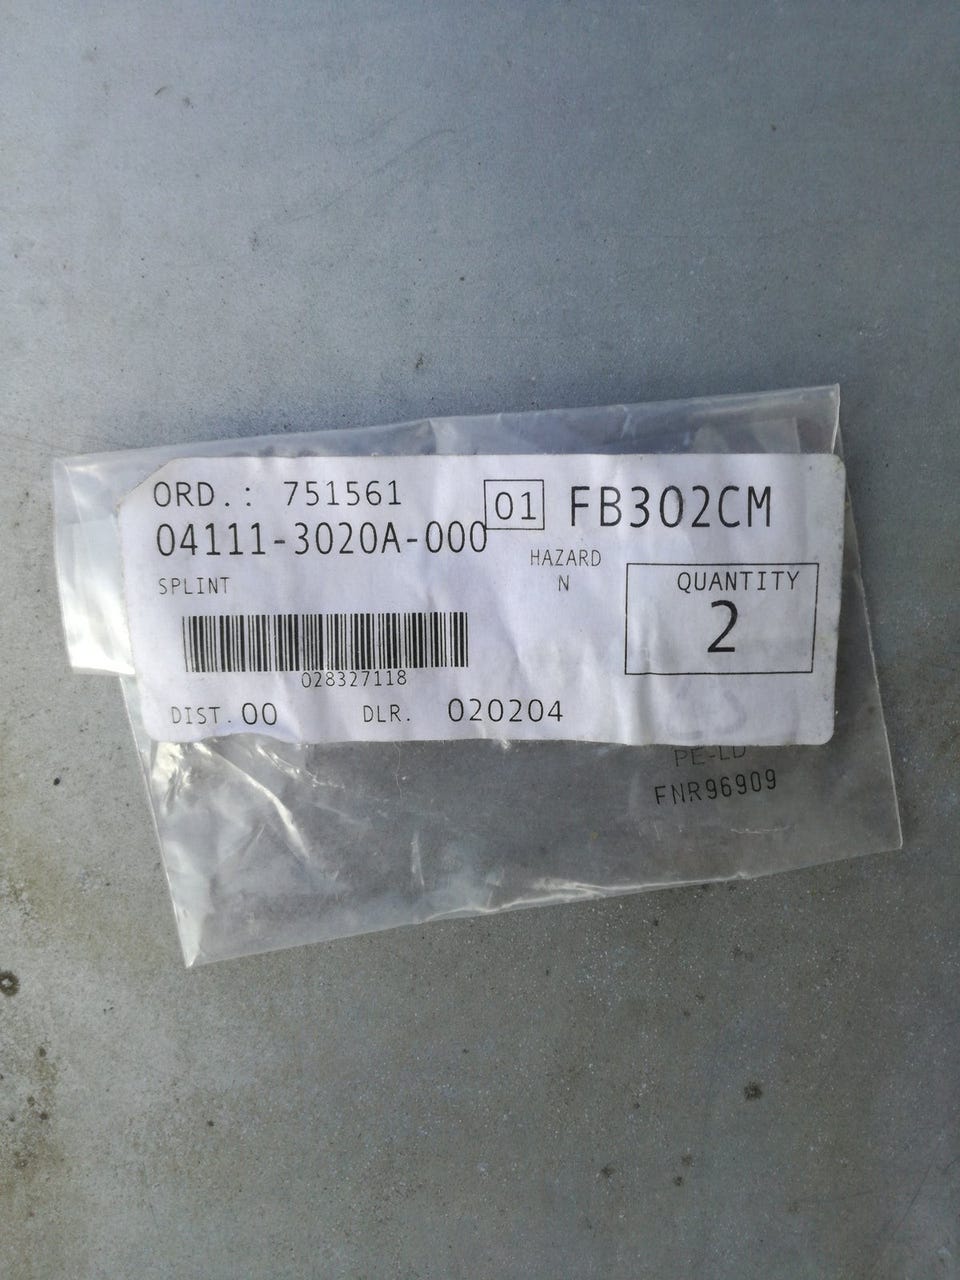 ORD.: 751561
01 FB302CM
04111-3020A-000
HAZARD
N
SPLINT
QUANTITY
2
028327118
DIST. 00 DLR. 020204
PE-LD
FNR96909